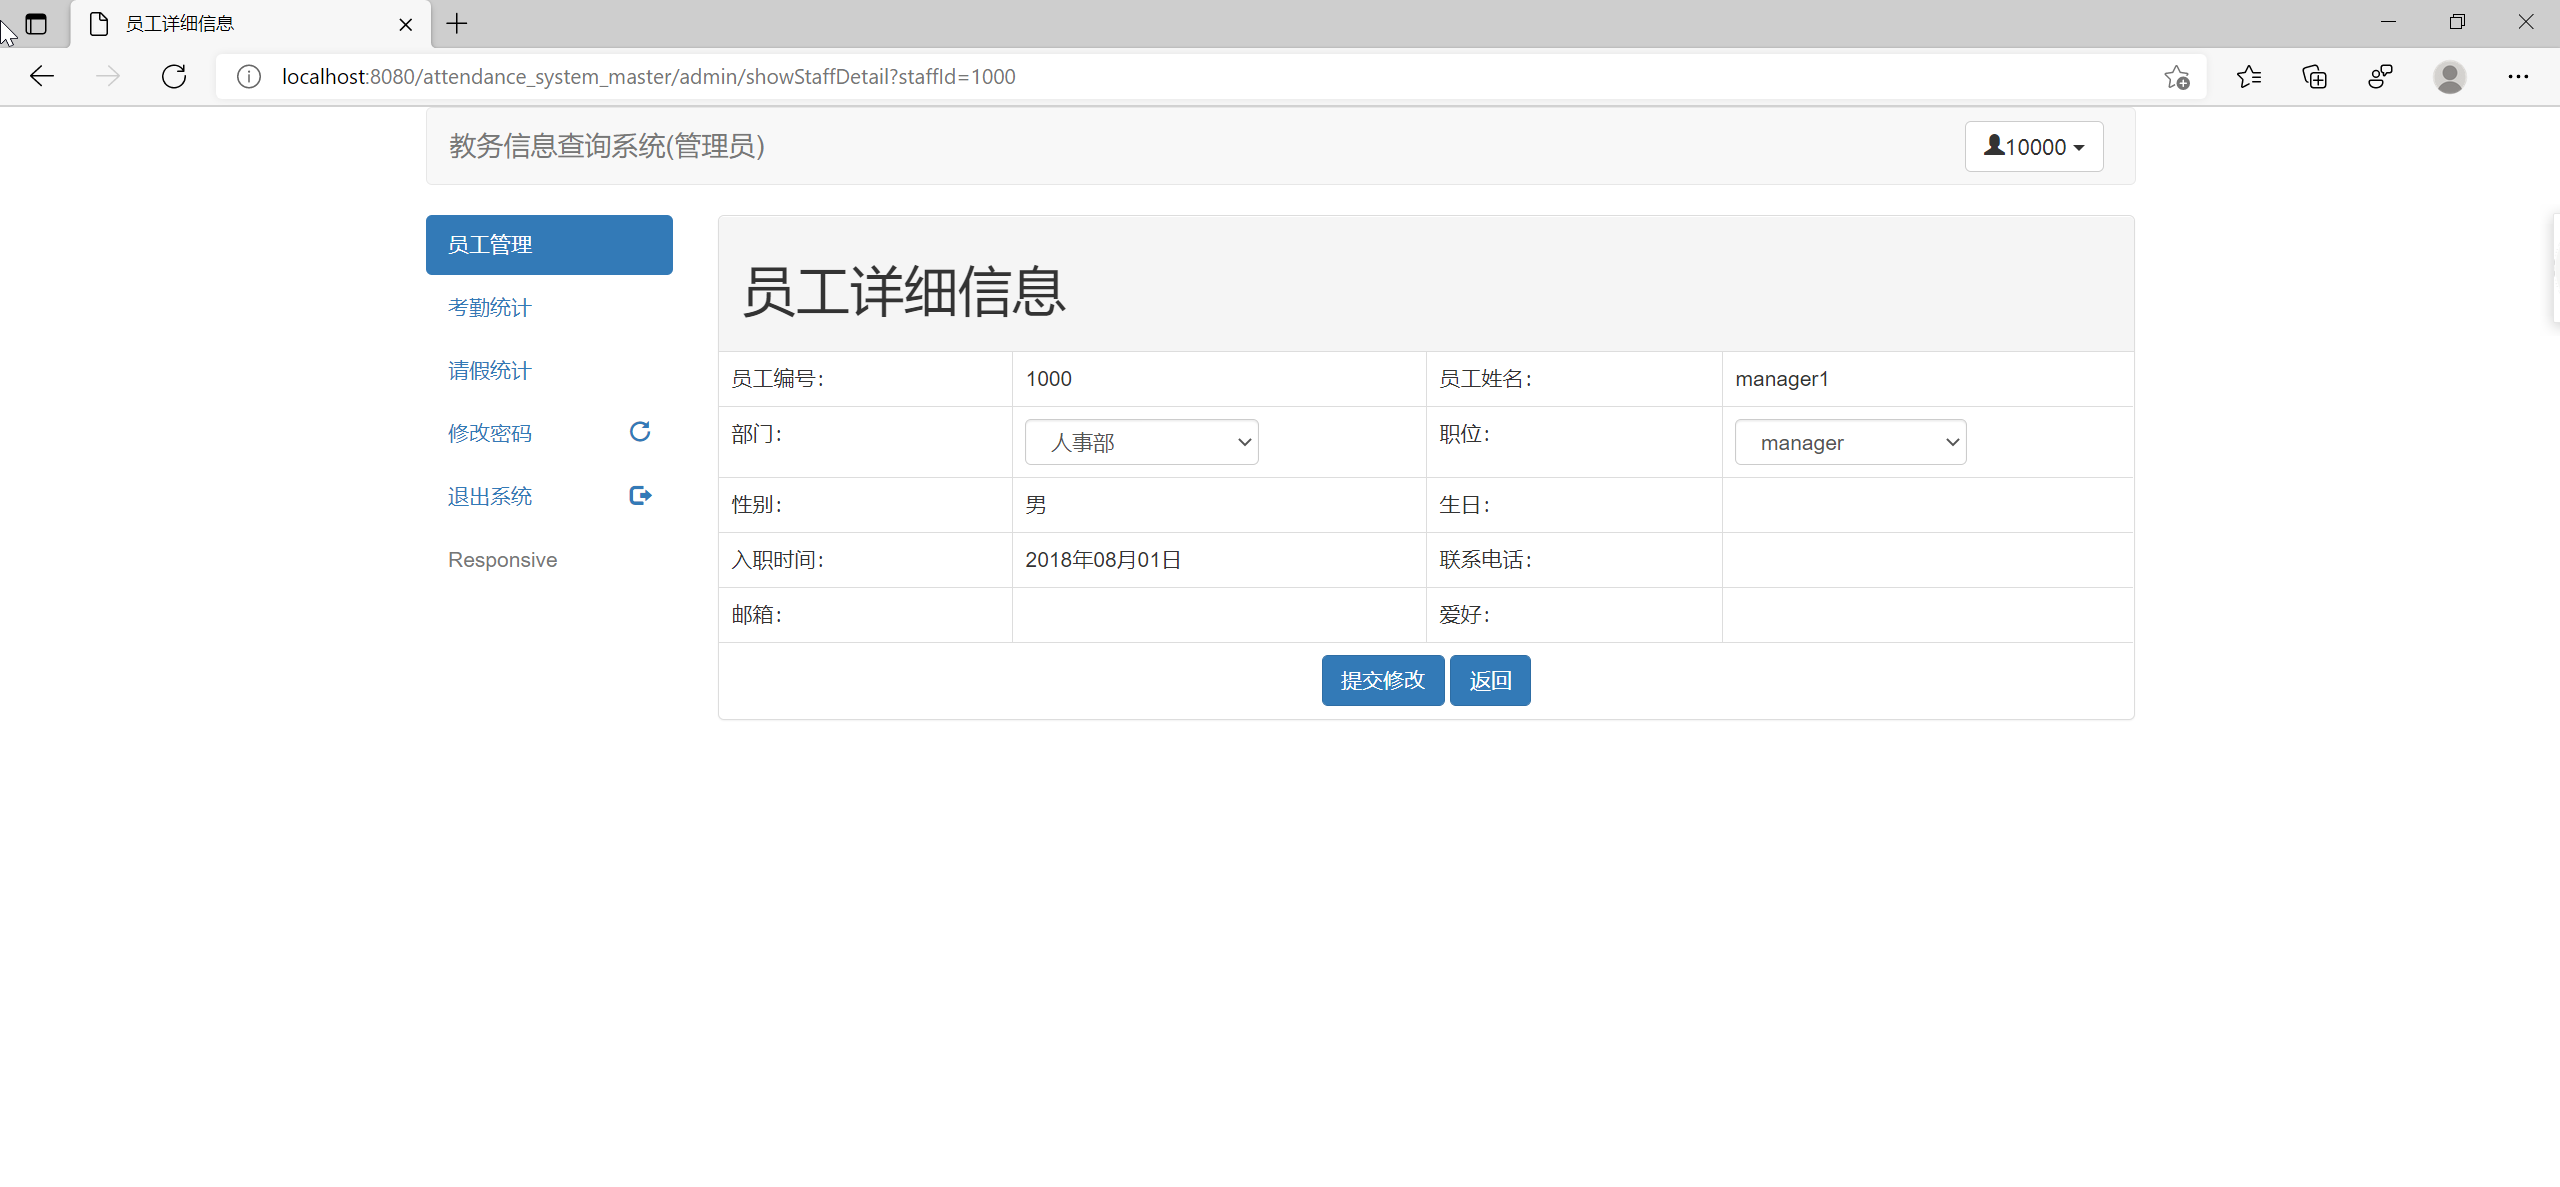 员工详细信息
localhost:8080/attendance_system_master/admin/showStaffDetail?staffId=1000
教务信息查询系统(管理员)
10000
员工管理
考勤统计
请假统计
修改密码
退出系统
Responsive
员工详细信息
员工编号: 1000 员工姓名: manager1
部门: 人事部 职位: manager
性别: 男 生日:
入职时间: 2018年08月01日 联系电话:
邮箱: 爱好:
提交修改 返回